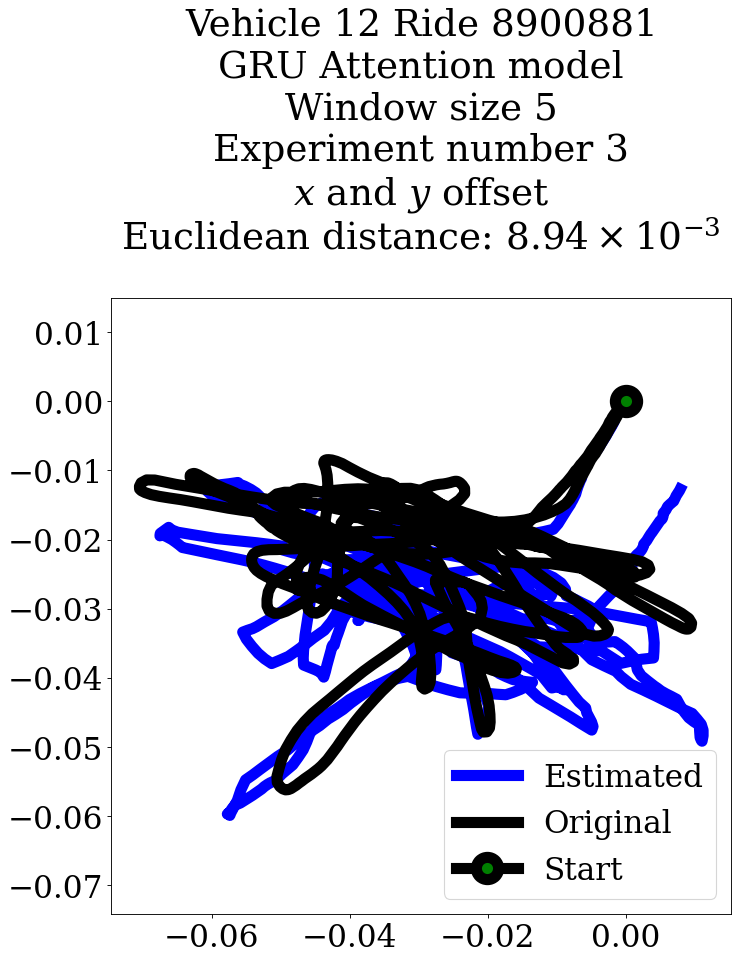 Vehicle 12 Ride 8900881
GRU Attention model
Window size 5
Experiment number 3
x and y offset
Euclidean distance: 8.94 × 10⁻³
0.01
0.00
−0.01
−0.02
−0.03
−0.04
−0.05
−0.06
−0.07
Estimated
Original
Start
−0.06 −0.04 −0.02 0.00